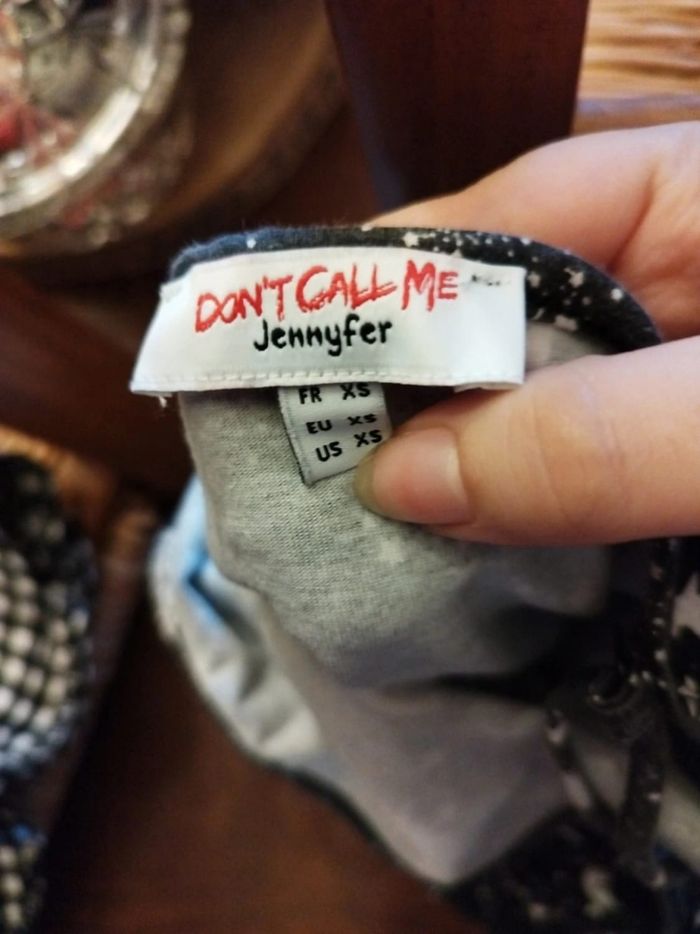 DON'T CALL ME
Jennyfer
FR XS
EU XS
US XS